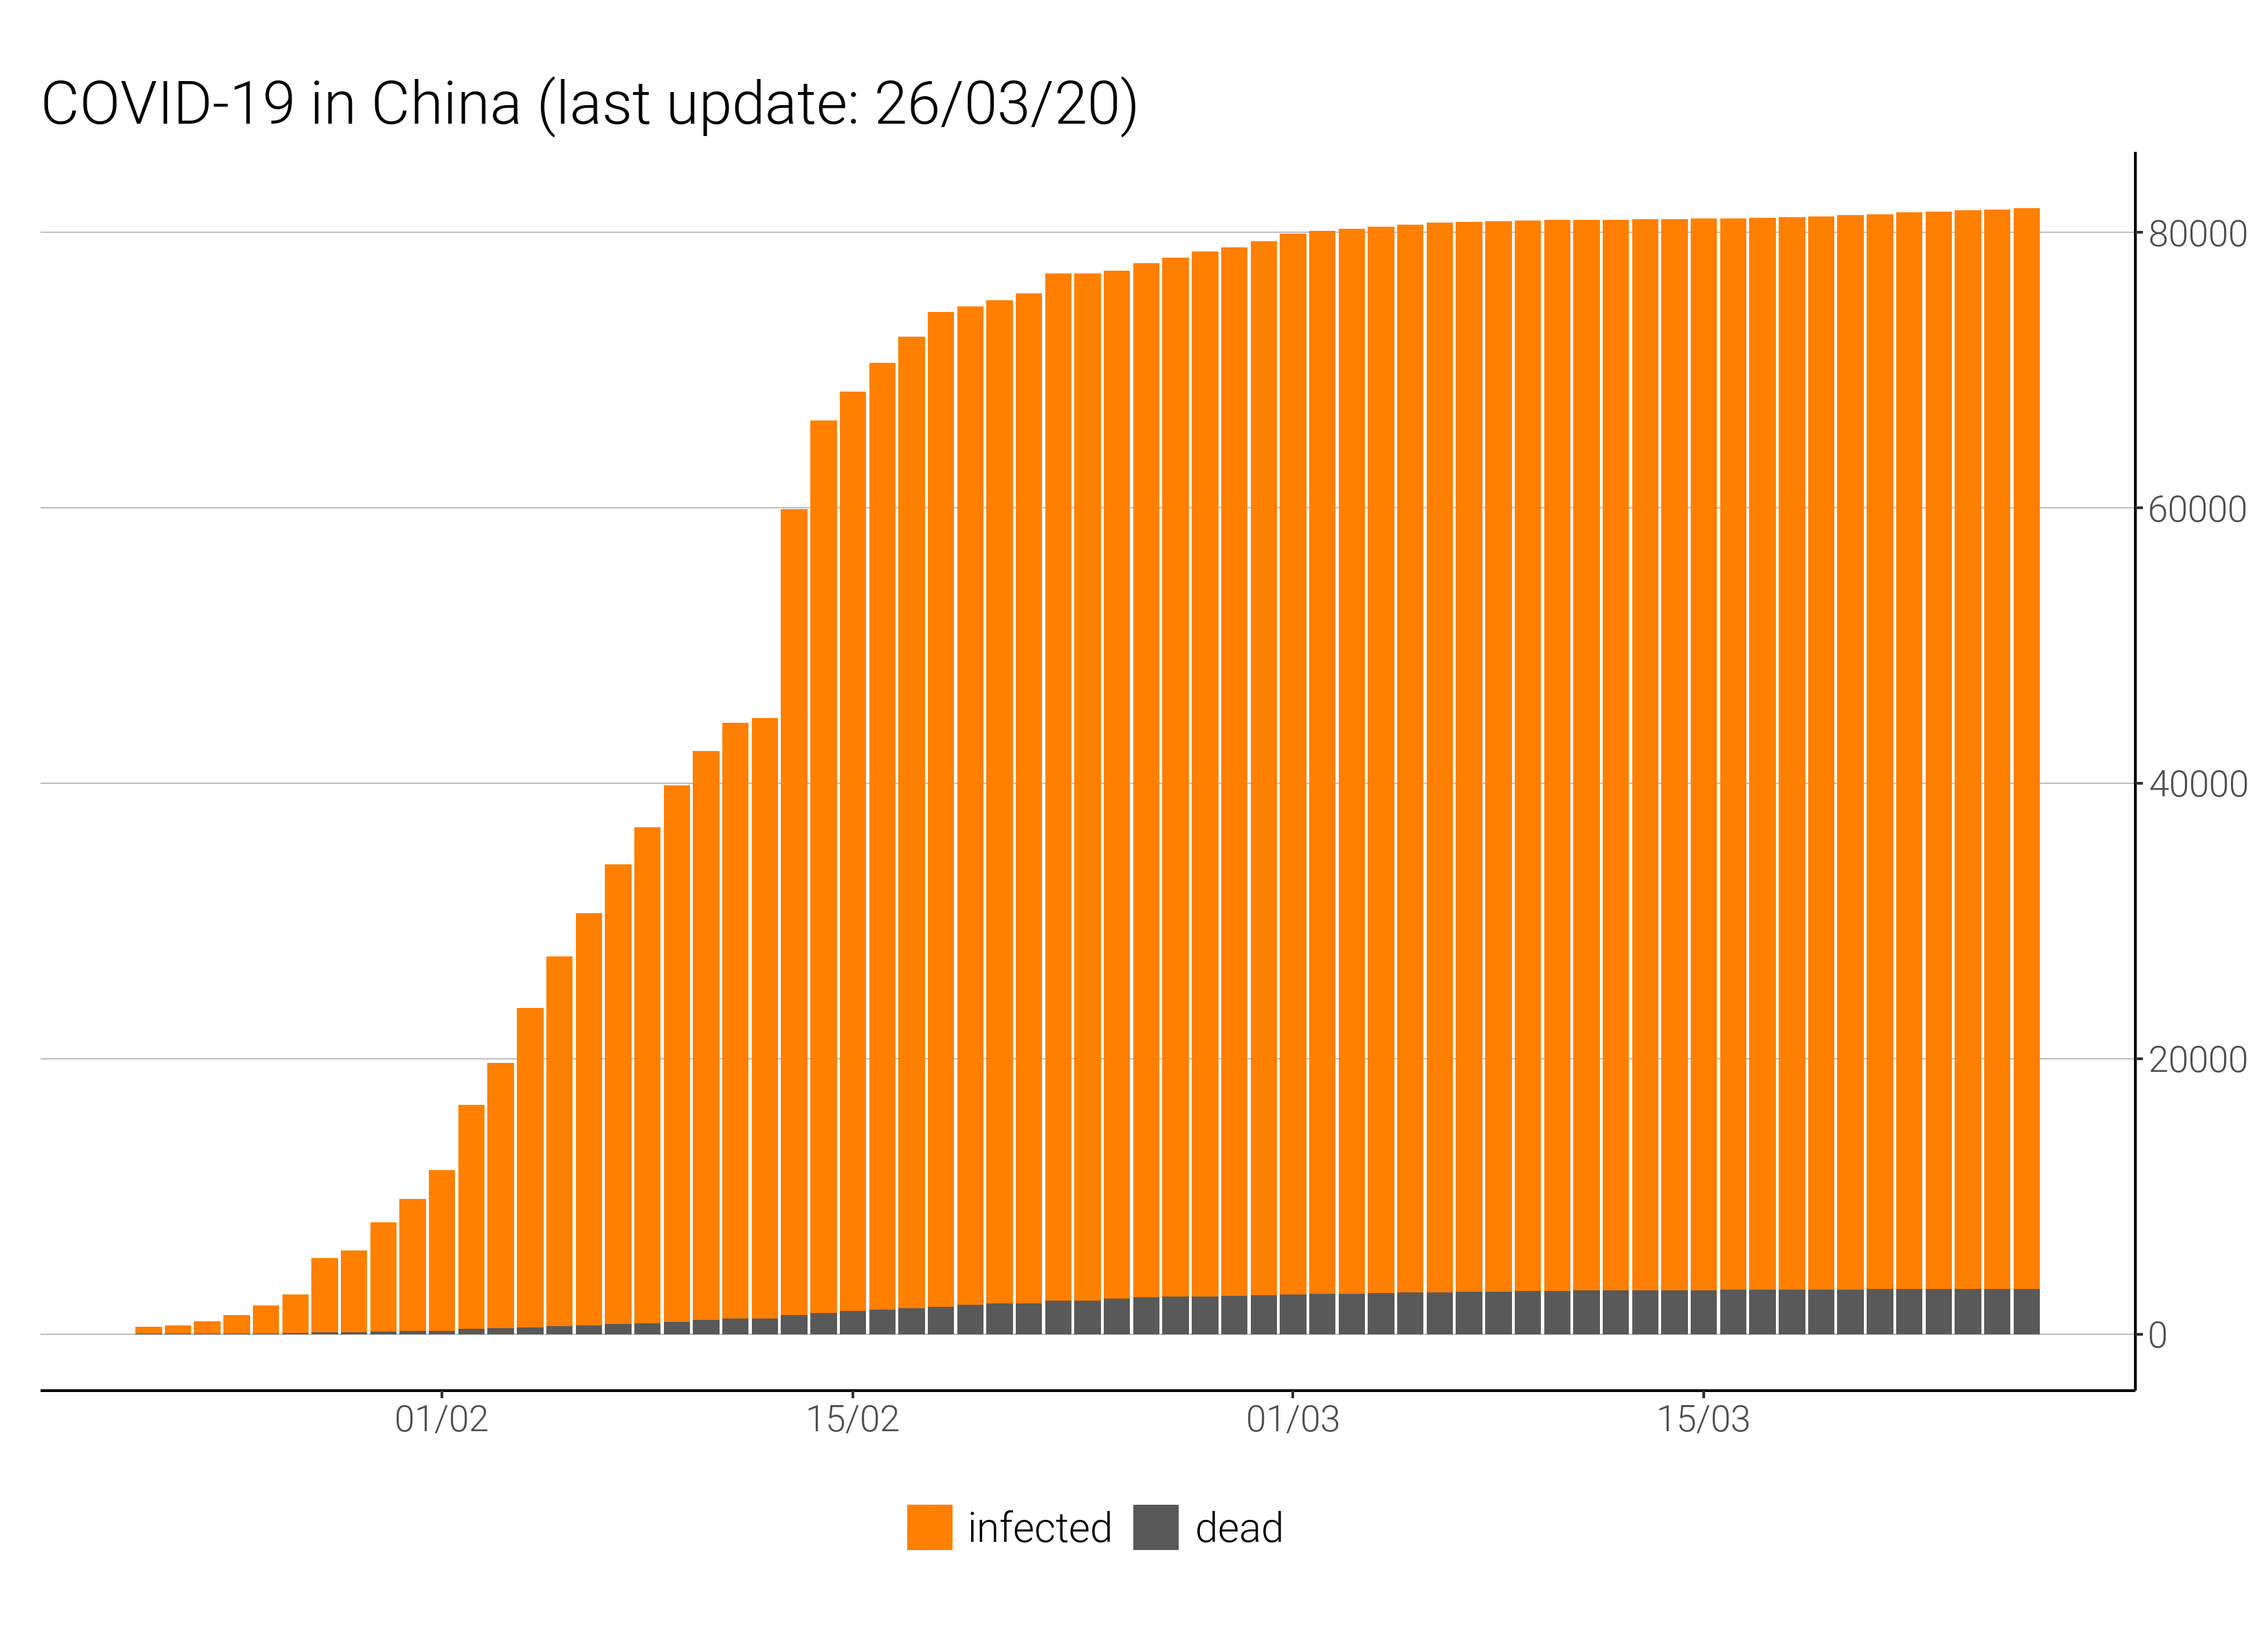 COVID-19 in China (last update: 26/03/20)
80000
60000
40000
20000
0
01/02 15/02 01/03 15/03
infected dead